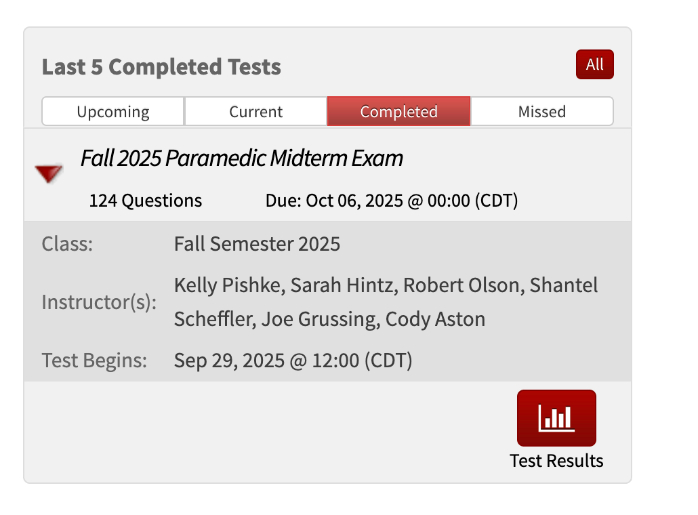 Last 5 Completed Tests
All
Upcoming Current Completed Missed
Fall 2025 Paramedic Midterm Exam
124 Questions Due: Oct 06, 2025 @ 00:00 (CDT)
Class: Fall Semester 2025
Instructor(s): Kelly Pishke, Sarah Hintz, Robert Olson, Shantel
Scheffler, Joe Grussing, Cody Aston
Test Begins: Sep 29, 2025 @ 12:00 (CDT)
Test Results